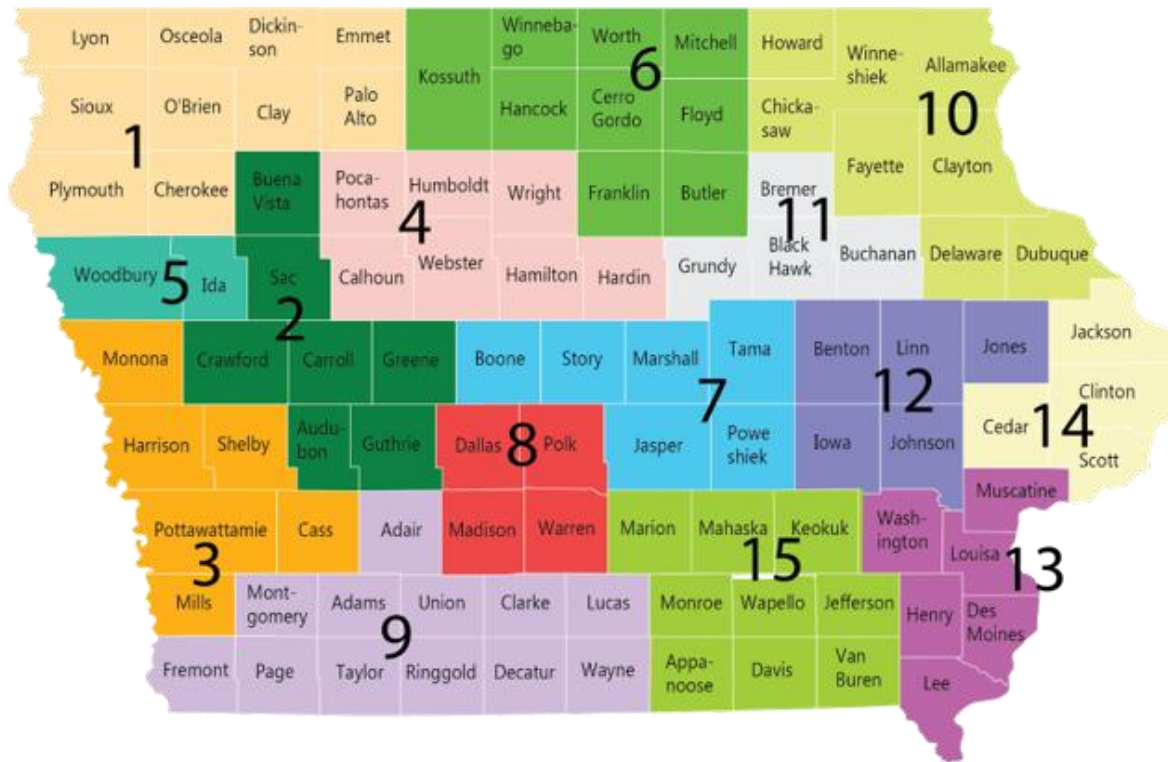 Lyon
Osceola
Dickin-
son
Emmet
Kossuth
Winneba-
go
Worth
Mitchell
Howard
Winne-
shiek
Allamakee
6
Sioux
O'Brien
Clay
Palo
Alto
Hancock
Cerro
Gordo
Floyd
Chicka-
saw
10
1
Plymouth
Cherokee
Buena
Vista
Poca-
hontas
Humboldt
Wright
Franklin
Butler
Bremer
Fayette
Clayton
4
11
Woodbury
Ida
Sac
Calhoun
Webster
Hamilton
Hardin
Grundy
Black
Hawk
Buchanan
Delaware
Dubuque
5
2
Monona
Crawford
Carroll
Greene
Boone
Story
Marshall
Tama
Benton
Linn
Jones
Jackson
7
12
Clinton
Harrison
Shelby
Audu-
bon
Guthrie
Dallas
Polk
Jasper
Powe
shiek
Iowa
Johnson
Cedar
14
Scott
8
Muscatine
Pottawattamie
Cass
Adair
Madison
Warren
Marion
Mahaska
Keokuk
Wash-
ington
Louisa
3
15
13
Mills
Mont-
gomery
Adams
Union
Clarke
Lucas
Monroe
Wapello
Jefferson
Henry
Des
Moines
9
Fremont
Page
Taylor
Ringgold
Decatur
Wayne
Appa-
noose
Davis
Van
Buren
Lee